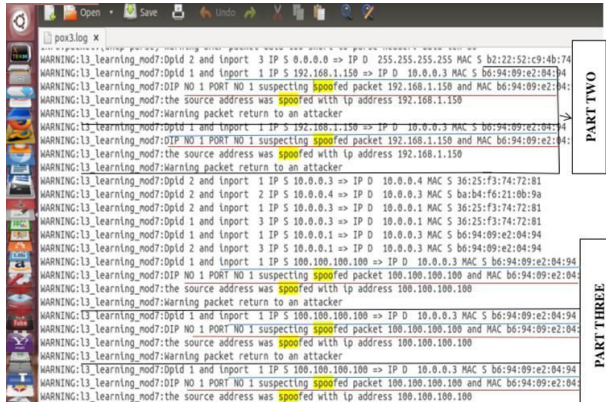 Open
Save
Undo
pox3.log x
WARNING:l3_learning_mod7:Dpid 2 and inport 3 IP S 0.0.0.0 => IP D 255.255.255.255 MAC S b2:22:52:c9:4b:74
WARNING:l3_learning_mod7:Dpid 1 and inport 1 IP S 192.168.1.150 => IP D 10.0.0.3 MAC S b6:94:09:e2:04:94
WARNING:l3_learning_mod7:DIP NO 1 PORT NO 1 suspecting spoofed packet 192.168.1.150 and MAC b6:94:09:e2:04:
WARNING:l3_learning_mod7:the source address was spoofed with ip address 192.168.1.150
WARNING:l3_learning_mod7:Warning packet return to an attacker
WARNING:l3_learning_mod7:Dpid 1 and inport 1 IP S 192.168.1.150 => IP D 10.0.0.3 MAC S b6:94:09:e2:04:94
WARNING:l3_learning_mod7:DIP NO 1 PORT NO 1 suspecting spoofed packet 192.168.1.150 and MAC b6:94:09:e2:04:
WARNING:l3_learning_mod7:the source address was spoofed with ip address 192.168.1.150
WARNING:l3_learning_mod7:Warning packet return to an attacker
WARNING:l3_learning_mod7:Dpid 2 and inport 1 IP S 10.0.0.3 => IP D 10.0.0.4 MAC S 36:25:f3:74:72:81
WARNING:l3_learning_mod7:Dpid 2 and inport 2 IP S 10.0.0.4 => IP D 10.0.0.3 MAC S ba:b4:f6:21:0b:9a
WARNING:l3_learning_mod7:Dpid 2 and inport 1 IP S 10.0.0.3 => IP D 10.0.0.1 MAC S 36:25:f3:74:72:81
WARNING:l3_learning_mod7:Dpid 1 and inport 3 IP S 10.0.0.3 => IP D 10.0.0.1 MAC S 36:25:f3:74:72:81
WARNING:l3_learning_mod7:Dpid 1 and inport 1 IP S 10.0.0.1 => IP D 10.0.0.3 MAC S b6:94:09:e2:04:94
WARNING:l3_learning_mod7:Dpid 2 and inport 3 IP S 10.0.0.1 => IP D 10.0.0.3 MAC S b6:94:09:e2:04:94
WARNING:l3_learning_mod7:Dpid 1 and inport 1 IP S 100.100.100.100 => IP D 10.0.0.3 MAC S b6:94:09:e2:04:94
WARNING:l3_learning_mod7:DIP NO 1 PORT NO 1 suspecting spoofed packet 100.100.100.100 and MAC b6:94:09:e2:04:
WARNING:l3_learning_mod7:the source address was spoofed with ip address 100.100.100.100
WARNING:l3_learning_mod7:Warning packet return to an attacker
WARNING:l3_learning_mod7:Dpid 1 and inport 1 IP S 100.100.100.100 => IP D 10.0.0.3 MAC S b6:94:09:e2:04:94
WARNING:l3_learning_mod7:DIP NO 1 PORT NO 1 suspecting spoofed packet 100.100.100.100 and MAC b6:94:09:e2:04:
WARNING:l3_learning_mod7:the source address was spoofed with ip address 100.100.100.100
WARNING:l3_learning_mod7:Warning packet return to an attacker
WARNING:l3_learning_mod7:Dpid 1 and inport 1 IP S 100.100.100.100 => IP D 10.0.0.3 MAC S b6:94:09:e2:04:94
WARNING:l3_learning_mod7:DIP NO 1 PORT NO 1 suspecting spoofed packet 100.100.100.100 and MAC b6:94:09:e2:04:
WARNING:l3_learning_mod7:the source address was spoofed with ip address 100.100.100.100
PART TWO
PART THREE